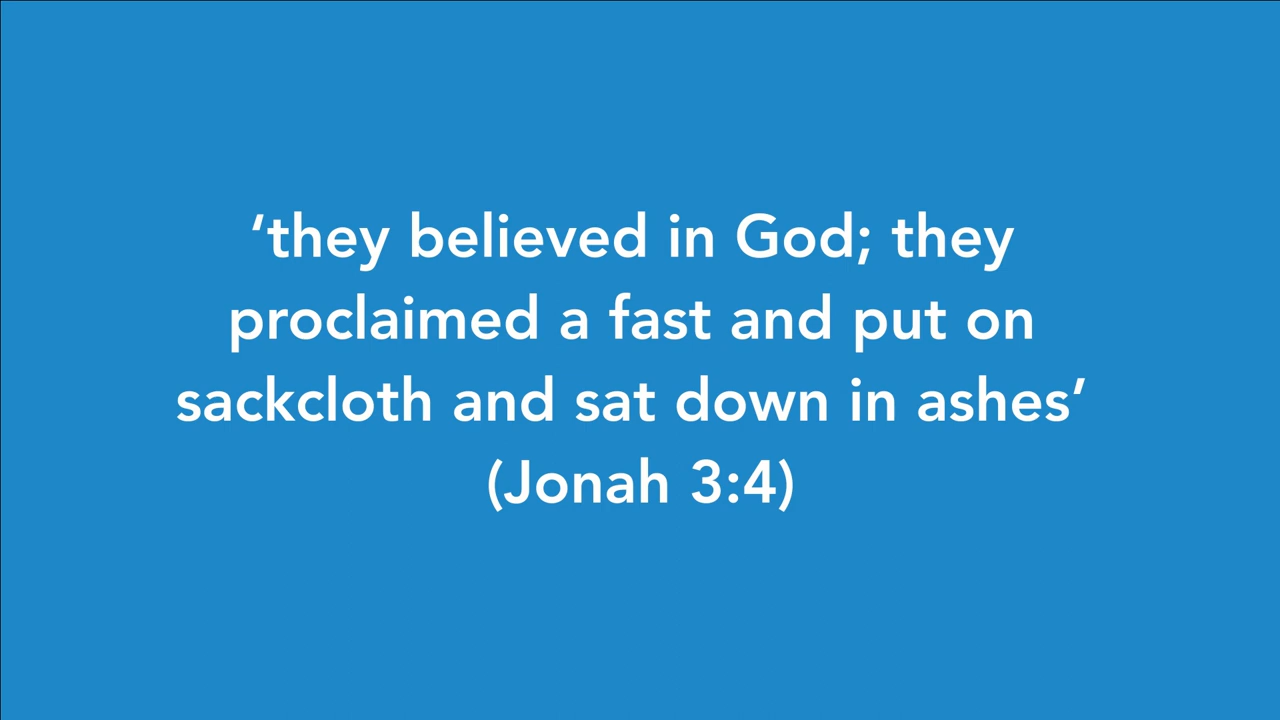 ‘they believed in God; they
proclaimed a fast and put on
sackcloth and sat down in ashes’
(Jonah 3:4)